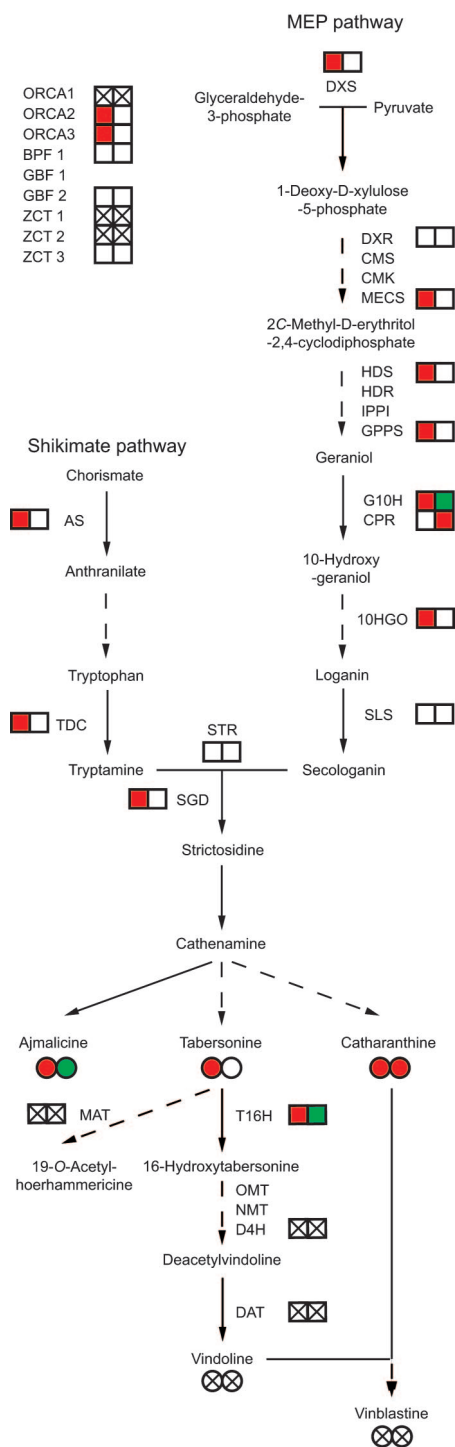 MEP pathway
DXS
Glyceraldehyde-
3-phosphate
Pyruvate
ORCA1
ORCA2
ORCA3
BPF 1
GBF 1
GBF 2
ZCT 1
ZCT 2
ZCT 3
1-Deoxy-D-xylulose
-5-phosphate
DXR
CMS
CMK
MECS
2C-Methyl-D-erythritol
-2,4-cyclodiphosphate
HDS
HDR
IPPI
GPPS
Geraniol
G10H
CPR
10-Hydroxy
-geraniol
10HGO
Loganin
SLS
Secologanin
Shikimate pathway
Chorismate
AS
Anthranilate
Tryptophan
TDC
Tryptamine
STR
SGD
Strictosidine
Cathenamine
Ajmalicine
Tabersonine
Catharanthine
MAT
T16H
19-O-Acetyl-
hoerhammericine
16-Hydroxytabersonine
OMT
NMT
D4H
Deacetylvindoline
DAT
Vindoline
Vinblastine